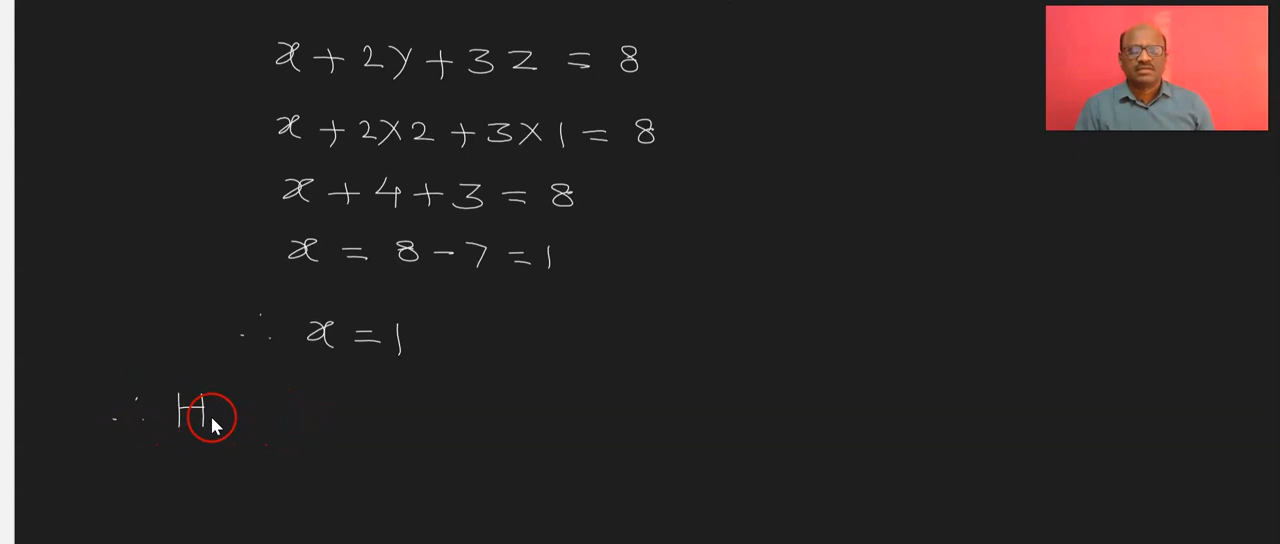 x + 2y + 3z = 8
x + 2×2 + 3×1 = 8
x + 4 + 3 = 8
x = 8 - 7 = 1
∴ x = 1
∴ H